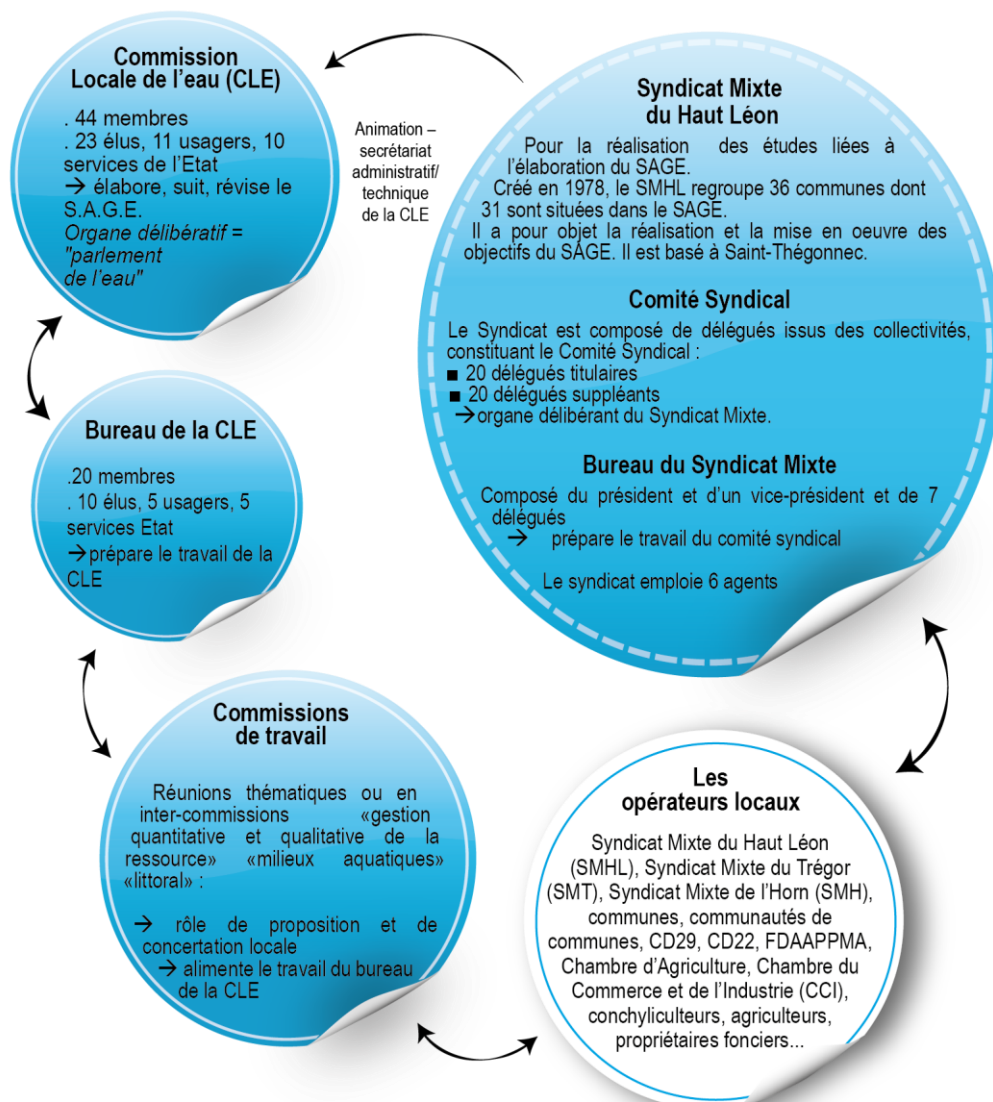 Commission
Locale de l’eau (CLE)
. 44 membres
. 23 élus, 11 usagers, 10
services de l’Etat
→ élabore, suit, révise le
S.A.G.E.
Organe délibératif =
"parlement
de l’eau"
Animation –
secrétariat
administratif/
technique
de la CLE
Syndicat Mixte
du Haut Léon
Pour la réalisation des études liées à
l’élaboration du SAGE.
Créé en 1978, le SMHL regroupe 36 communes dont
31 sont situées dans le SAGE.
Il a pour objet la réalisation et la mise en oeuvre des
objectifs du SAGE. Il est basé à Saint-Thégonnec.
Comité Syndical
Le Syndicat est composé de délégués issus des collectivités,
constituant le Comité Syndical :
■ 20 délégués titulaires
■ 20 délégués suppléants
→organe délibérant du Syndicat Mixte.
Bureau du Syndicat Mixte
Composé du président et d’un vice-président et de 7
délégués
→ prépare le travail du comité syndical
Le syndicat emploie 6 agents
Bureau de la CLE
.20 membres
. 10 élus, 5 usagers, 5
services Etat
→prépare le travail de la
CLE
Commissions
de travail
Réunions thématiques ou en
inter-commissions «gestion
quantitative et qualitative de la
ressource» «milieux aquatiques»
«littoral» :
→ rôle de proposition et de
concertation locale
→ alimente le travail du bureau
de la CLE
Les
opérateurs locaux
Syndicat Mixte du Haut Léon
(SMHL), Syndicat Mixte du Trégor
(SMT), Syndicat Mixte de l’Horn (SMH),
communes, communautés de
communes, CD29, CD22, FDAAPPMA,
Chambre d’Agriculture, Chambre du
Commerce et de l’Industrie (CCI),
conchyliculteurs, agriculteurs,
propriétaires fonciers...